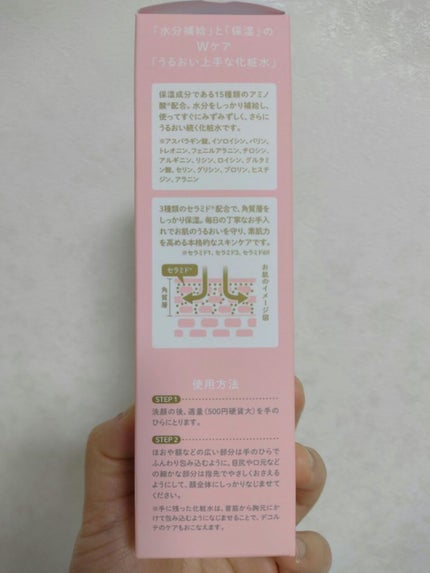 「水分補給」と「保湿」の
Wケア
「うるおい上手な化粧水」
保湿成分である15種類のアミノ
酸※配合。水分をしっかり補給し、
使ってすぐにみずみずしく、さらに
うるおい続く化粧水です。
※アスパラギン酸、イソロイシン、バリン、
トレオニン、フェニルアラニン、チロシン、
アルギニン、リシン、ロイシン、グルタミ
ン酸、セリン、グリシン、プロリン、ヒスチ
ジン、アラニン
3種類のセラミド※配合で、角質層を
しっかり保湿。毎日の丁寧なお手入
れでお肌のうるおいを守り、素肌力
を高める本格的なスキンケアです。
※セラミド1、セラミド3、セラミド6II
セラミド※
角質層
お肌のイメージ図
使用方法
STEP 1
洗顔の後、適量（500円硬貨大）を手の
ひらにとります。
STEP 2
ほおや額などの広い部分は手のひらで
ふんわり包み込むように、目尻や口元など
の細かな部分は指先でやさしくおさえる
ようにして、顔全体にしっかりなじませて
ください。
※手に残った化粧水は、首筋から胸元にか
けて包み込むようになじませることで、デコル
テのケアもおこなえます。